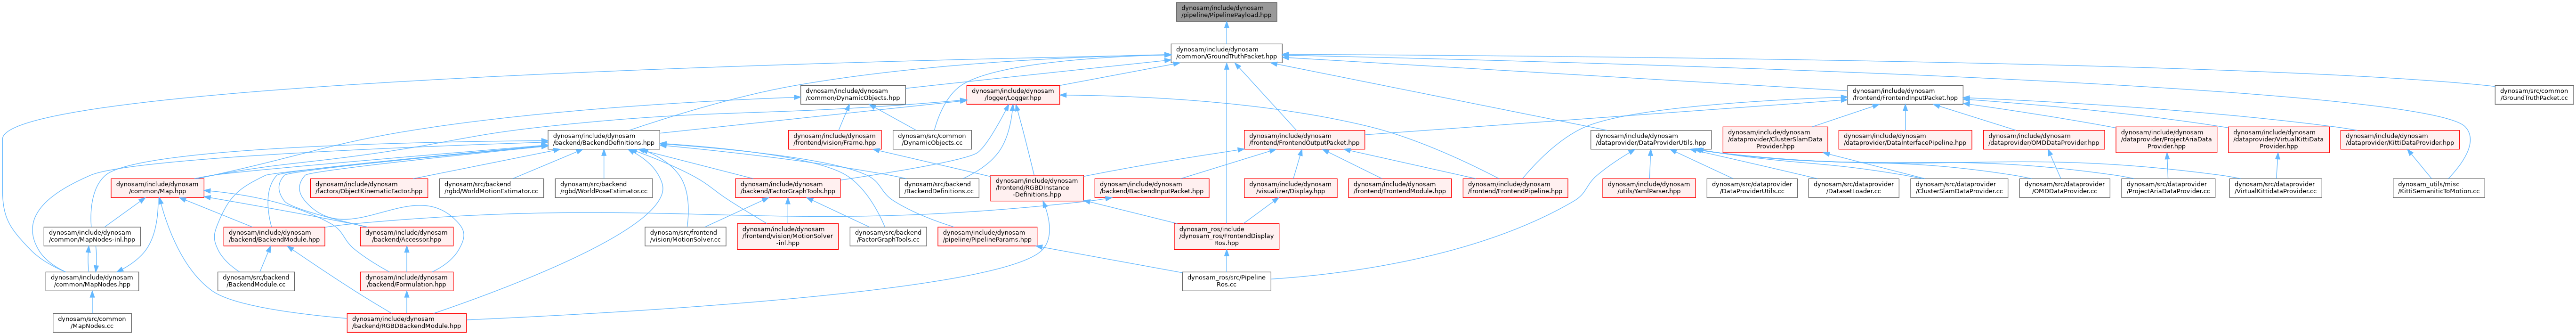 dynosam/include/dynosam
/pipeline/PipelinePayload.hpp
dynosam/include/dynosam
/common/GroundTruthPacket.hpp
dynosam/include/dynosam
/common/DynamicObjects.hpp
dynosam/include/dynosam
/logger/Logger.hpp
dynosam/include/dynosam
/frontend/FrontendInputPacket.hpp
dynosam/src/common
/GroundTruthPacket.cc
dynosam/include/dynosam
/backend/BackendDefinitions.hpp
dynosam/include/dynosam
/frontend/vision/Frame.hpp
dynosam/src/common
/DynamicObjects.cc
dynosam/include/dynosam
/frontend/FrontendOutputPacket.hpp
dynosam/include/dynosam
/dataprovider/DataProviderUtils.hpp
dynosam/include/dynosam
/dataprovider/ClusterSlamData
Provider.hpp
dynosam/include/dynosam
/dataprovider/DataInterfacePipeline.hpp
dynosam/include/dynosam
/dataprovider/OMDDataProvider.hpp
dynosam/include/dynosam
/dataprovider/ProjectAriaData
Provider.hpp
dynosam/include/dynosam
/dataprovider/VirtualKittiData
Provider.hpp
dynosam/include/dynosam
/dataprovider/KittiDataProvider.hpp
dynosam/include/dynosam
/common/Map.hpp
dynosam/include/dynosam
/factors/ObjectKinematicFactor.hpp
dynosam/src/backend
/rgbd/WorldMotionEstimator.cc
dynosam/src/backend
/rgbd/WorldPoseEstimator.cc
dynosam/include/dynosam
/backend/FactorGraphTools.hpp
dynosam/src/backend
/BackendDefinitions.cc
dynosam/include/dynosam
/frontend/RGBDInstance
-Definitions.hpp
dynosam/include/dynosam
/backend/BackendInputPacket.hpp
dynosam/include/dynosam
/visualizer/Display.hpp
dynosam/include/dynosam
/frontend/FrontendModule.hpp
dynosam/include/dynosam
/frontend/FrontendPipeline.hpp
dynosam/include/dynosam
/utils/YamlParser.hpp
dynosam/src/dataprovider
/DataProviderUtils.cc
dynosam/src/dataprovider
/DatasetLoader.cc
dynosam/src/dataprovider
/ClusterSlamDataProvider.cc
dynosam/src/dataprovider
/OMDDataProvider.cc
dynosam/src/dataprovider
/ProjectAriaDataProvider.cc
dynosam/src/dataprovider
/VirtualKittidataProvider.cc
dynosam_utils/misc
/KittiSemanticToMotion.cc
dynosam/include/dynosam
/common/MapNodes-inl.hpp
dynosam/include/dynosam
/backend/BackendModule.hpp
dynosam/include/dynosam
/backend/Accessor.hpp
dynosam/src/frontend
/vision/MotionSolver.cc
dynosam/include/dynosam
/frontend/vision/MotionSolver
-inl.hpp
dynosam/src/backend
/FactorGraphTools.cc
dynosam/include/dynosam
/pipeline/PipelineParams.hpp
dynosam_ros/include
/dynosam_ros/FrontendDisplay
Ros.hpp
dynosam/include/dynosam
/common/MapNodes.hpp
dynosam/src/backend
/BackendModule.cc
dynosam/include/dynosam
/backend/Formulation.hpp
dynosam_ros/src/Pipeline
Ros.cc
dynosam/src/common
/MapNodes.cc
dynosam/include/dynosam
/backend/RGBDBackendModule.hpp